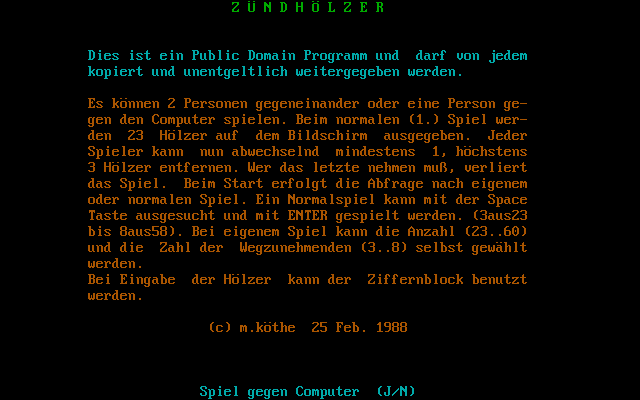 Z Ü N D H Ö L Z E R
Dies ist ein Public Domain Programm und  darf von jedem
kopiert und unentgeltlich weitergegeben werden.
Es können 2 Personen gegeneinander oder eine Person ge-
gen den Computer spielen. Beim normalen (1.) Spiel wer-
den  23  Hölzer auf  dem Bildschirm  ausgegeben.  Jeder
Spieler kann  nun abwechselnd  mindestens  1, höchstens
3 Hölzer entfernen. Wer das letzte nehmen muß, verliert
das Spiel.  Beim Start erfolgt die Abfrage nach eigenem
oder normalen Spiel. Ein Normalspiel kann mit der Space
Taste ausgesucht und mit ENTER gespielt werden. (3aus23
bis 8aus58). Bei eigenem Spiel kann die Anzahl (23..60)
und die  Zahl der  Wegzunehmenden (3..8) selbst gewählt
werden.
Bei Eingabe  der Hölzer  kann der  Ziffernblock benutzt
werden.
(c) m.köthe  25 Feb. 1988
Spiel gegen Computer  (J/N)